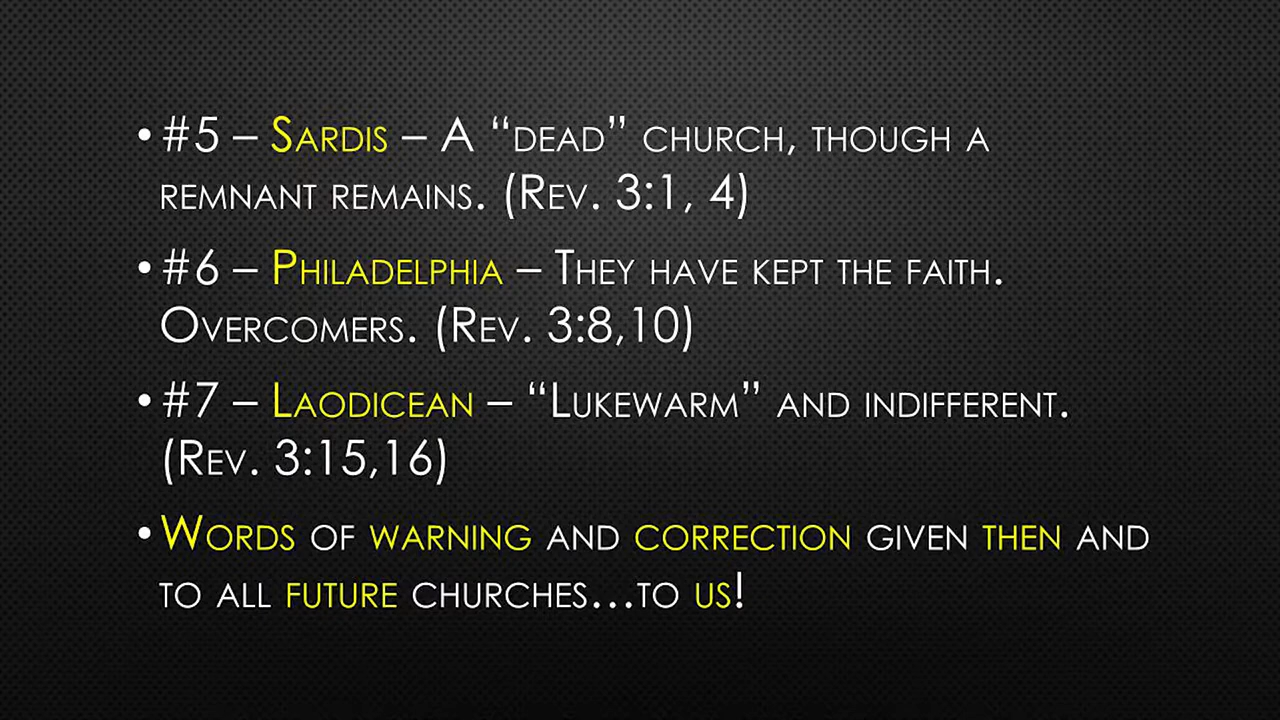 • #5 – Sardis – A “dead” church, though a
remnant remains. (Rev. 3:1, 4)
• #6 – Philadelphia – They have kept the faith.
Overcomers. (Rev. 3:8,10)
• #7 – Laodicean – “Lukewarm” and indifferent.
(Rev. 3:15,16)
• Words of warning and correction given then and
to all future churches…to us!